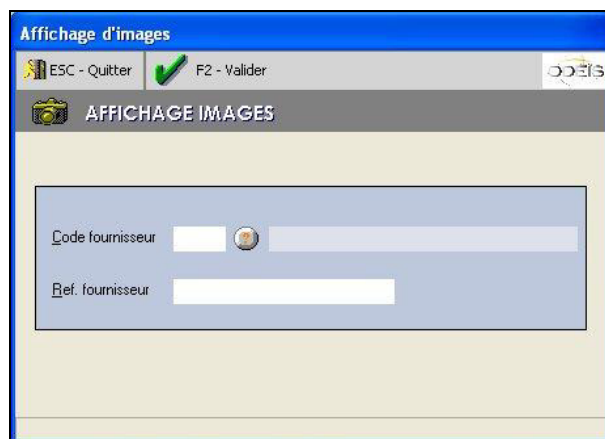 Affichage d'images
ESC - Quitter F2 - Valider
AFFICHAGE IMAGES
Code fournisseur ?
Ref. fournisseur